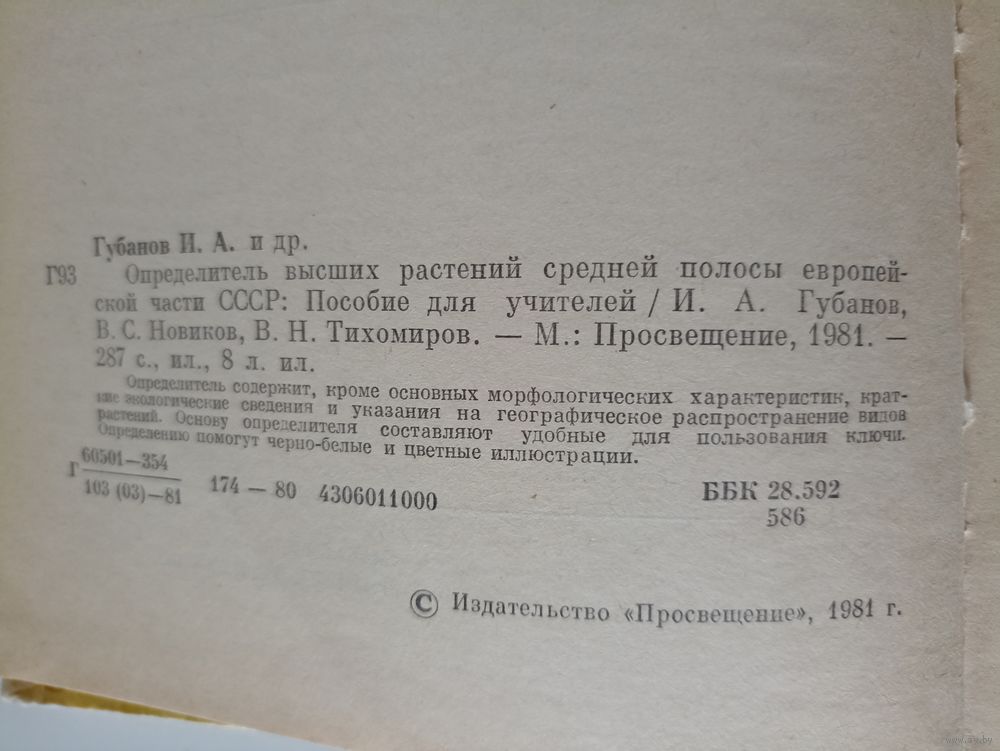 Губанов И. А. и др.
Г93 Определитель высших растений средней полосы европей-
ской части СССР: Пособие для учителей / И. А. Губанов,
В. С. Новиков, В. Н. Тихомиров. — М.: Просвещение, 1981. —
287 с., ил., 8 л. ил.
Определитель содержит, кроме основных морфологических характеристик, крат-
кие экологические сведения и указания на географическое распространение видов
растений. Основу определителя составляют удобные для пользования ключи.
Определению помогут черно-белые и цветные иллюстрации.
Г 60501—354
103 (03)—81 174 — 80 4306011000
ББК 28.592
586
© Издательство «Просвещение», 1981 г.